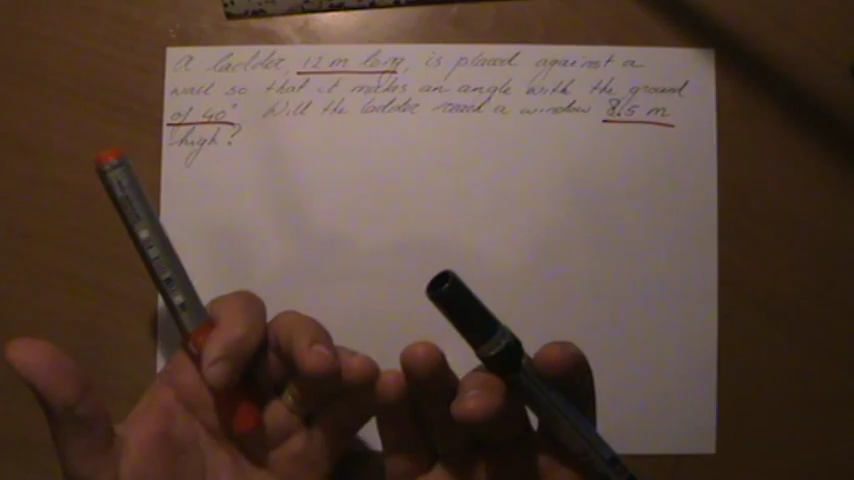 A ladder, 12 m long, is placed against a
wall so that it makes an angle with the ground
of 40° Will the ladder reach a window 8.5 m
high?